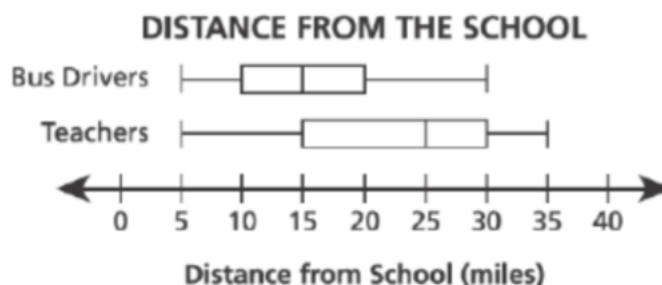 DISTANCE FROM THE SCHOOL
Bus Drivers
Teachers
0 5 10 15 20 25 30 35 40
Distance from School (miles)